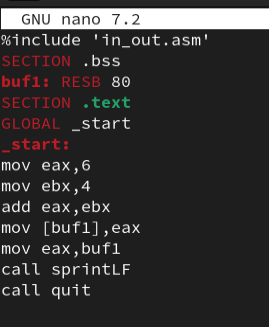 GNU nano 7.2
%include 'in_out.asm'
SECTION .bss
buf1: RESB 80
SECTION .text
GLOBAL _start
_start:
mov eax,6
mov ebx,4
add eax,ebx
mov [buf1],eax
mov eax,buf1
call sprintLF
call quit